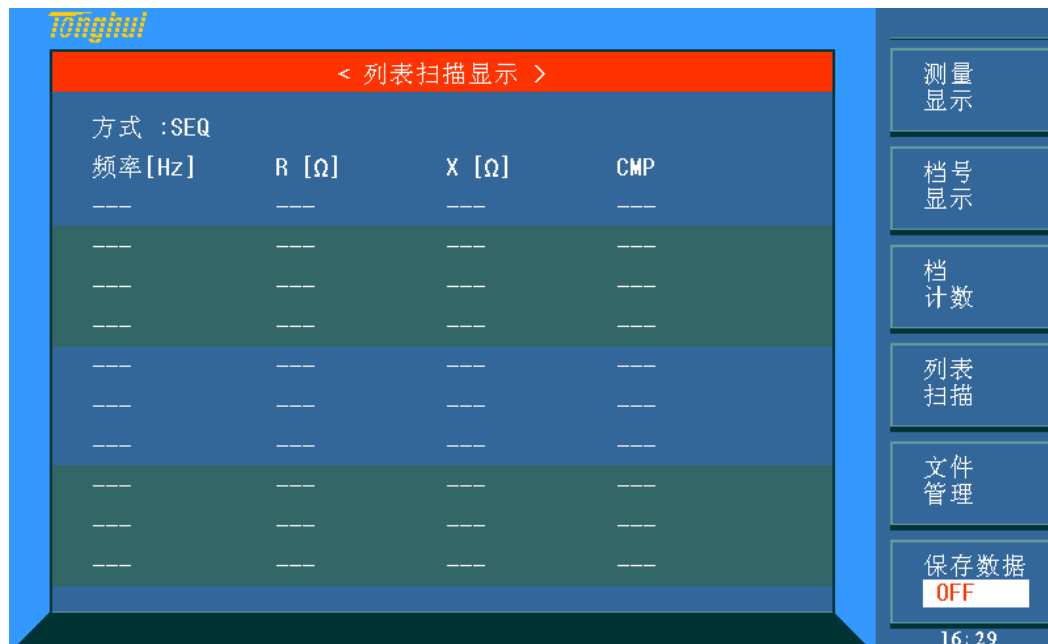 Tonghui
< 列表扫描显示 >
方式 :SEQ
频率[Hz] R [Ω] X [Ω] CMP
--- --- --- ---
--- --- --- ---
--- --- --- ---
--- --- --- ---
--- --- --- ---
--- --- --- ---
--- --- --- ---
--- --- --- ---
--- --- --- ---
--- --- --- ---
测量
显示
档号
显示
档
计数
列表
扫描
文件
管理
保存数据
OFF
16:29